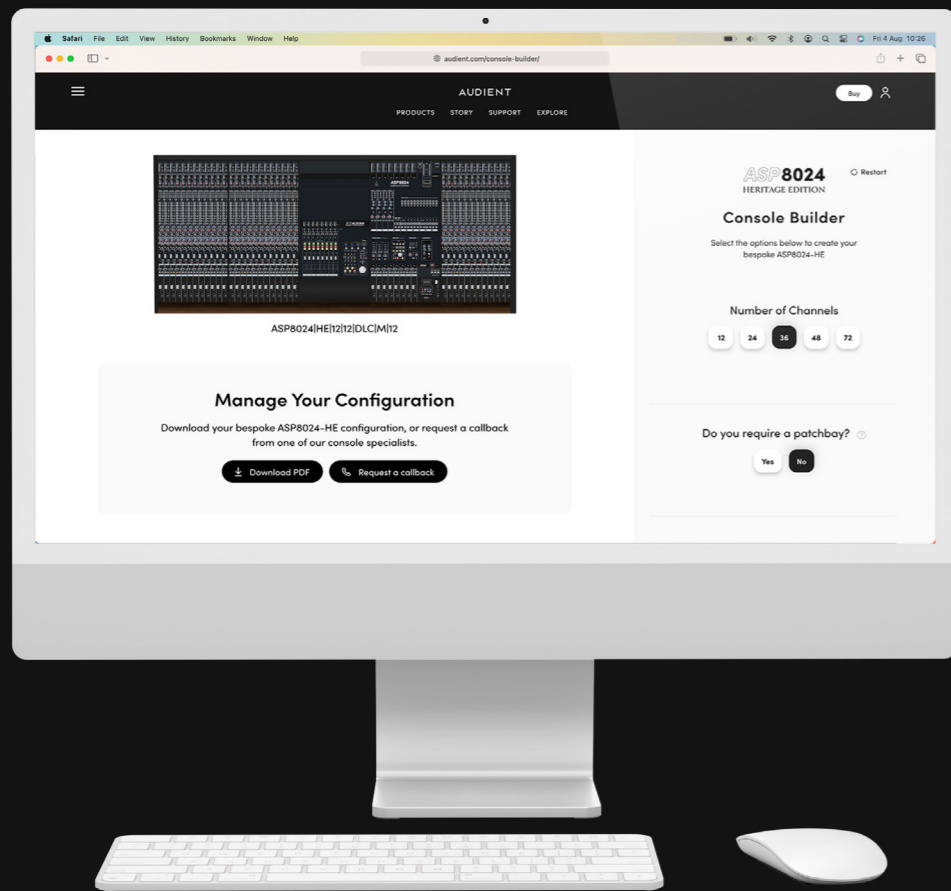 Safari File Edit View History Bookmarks Window Help
Fri 4 Aug 10:26
audient.com/console-builder/
AUDIENT
Buy
PRODUCTS STORY SUPPORT EXPLORE
ASP8024
HERITAGE EDITION
Restart
Console Builder
Select the options below to create your
bespoke ASP8024-HE
ASP8024|HE|12|12|DLC|M|12
Number of Channels
12 24 36 48 72
Manage Your Configuration
Download your bespoke ASP8024-HE configuration, or request a callback
from one of our console specialists.
Download PDF Request a callback
Do you require a patchbay?
Yes No